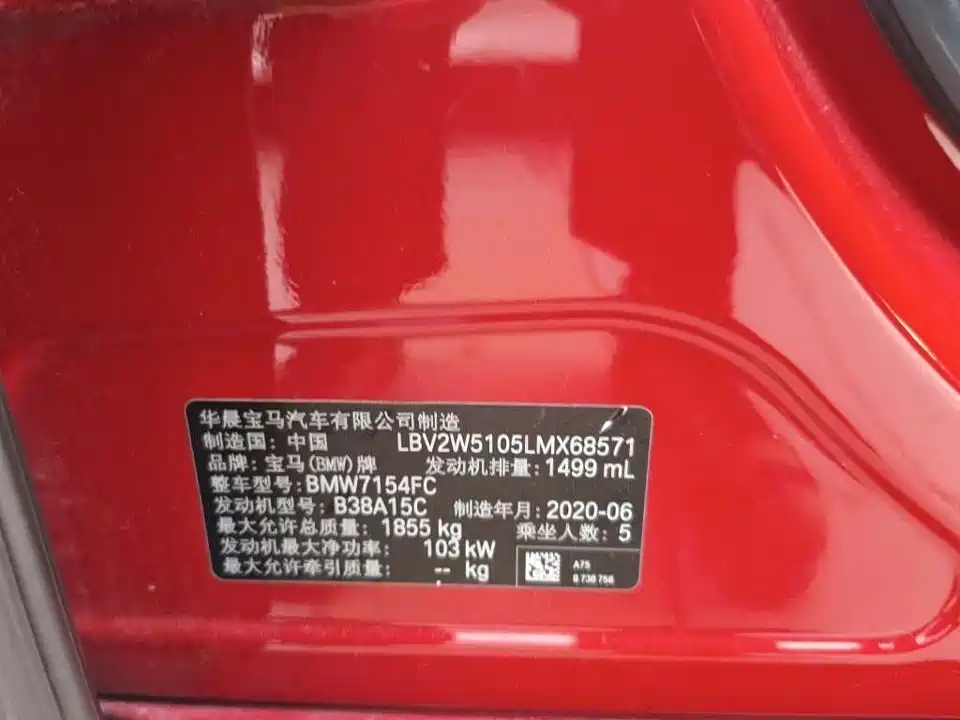 华晨宝马汽车有限公司制造
制造国: 中国 LBV2W5105LMX68571
品牌: 宝马(BMW)牌 发动机排量: 1499 mL
整车型号: BMW7154FC
发动机型号: B38A15C 制造年月: 2020-06
最大允许总质量: 1855 kg 乘坐人数: 5
发动机最大净功率: 103 kW
最大允许牵引质量: -- kg
A75
8 738 756